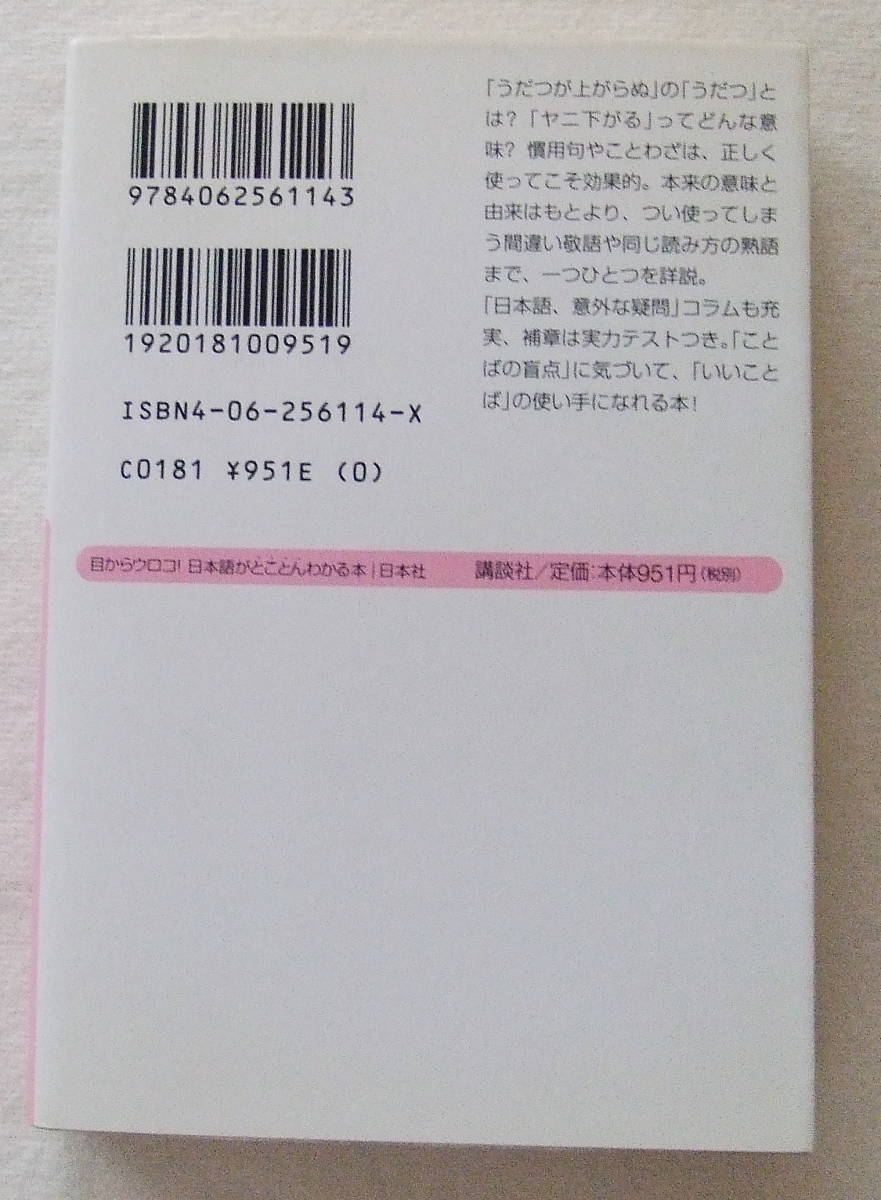 9784062561143
1920181009519
ISBN4-06-256114-X
C0181 ¥951E (0)
「うだつが上がらぬ」の「うだつ」と
は? 「ヤニ下がる」ってどんな意
味? 慣用句やことわざは、正しく
使ってこそ効果的。本来の意味と
由来はもとより、つい使ってしま
う間違い敬語や同じ読み方の熟語
まで、一つひとつを詳説。
「日本語、意外な疑問」コラムも充
実、補章は実力テストつき。「こと
ばの盲点」に気づいて、「いいこと
ば」の使い手になれる本!
目からウロコ! 日本語がとことんわかる本 | 日本社 講談社/定価:本体951円(税別)